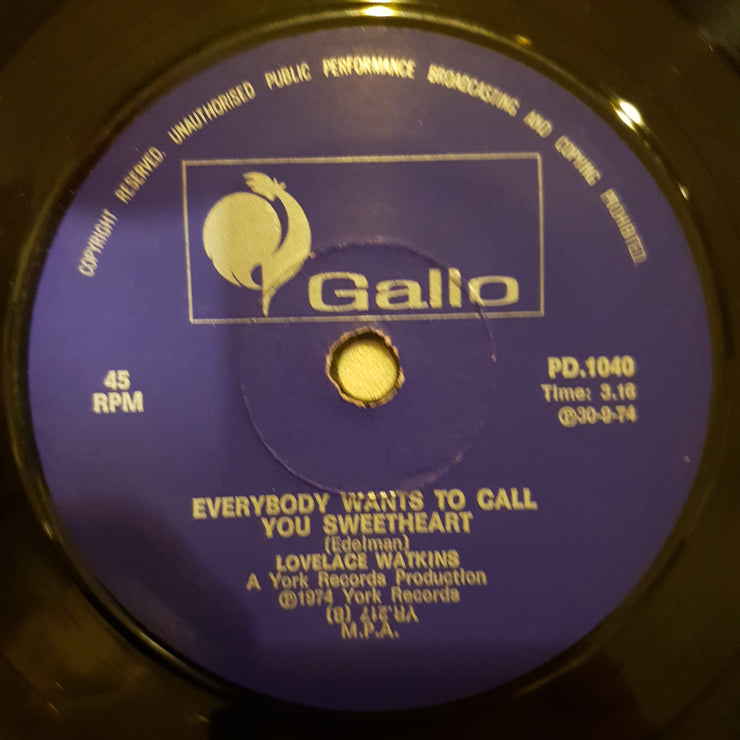 COPYRIGHT RESERVED. UNAUTHORISED PUBLIC PERFORMANCE BROADCASTING AND COPYING PROHIBITED.
Gallo
45
RPM
PD.1040
Time: 3.18
℗30-9-74
EVERYBODY WANTS TO CALL
YOU SWEETHEART
(Edelman)
LOVELACE WATKINS
A York Records Production
℗1974 York Records
YR.217 (B)
M.P.A.